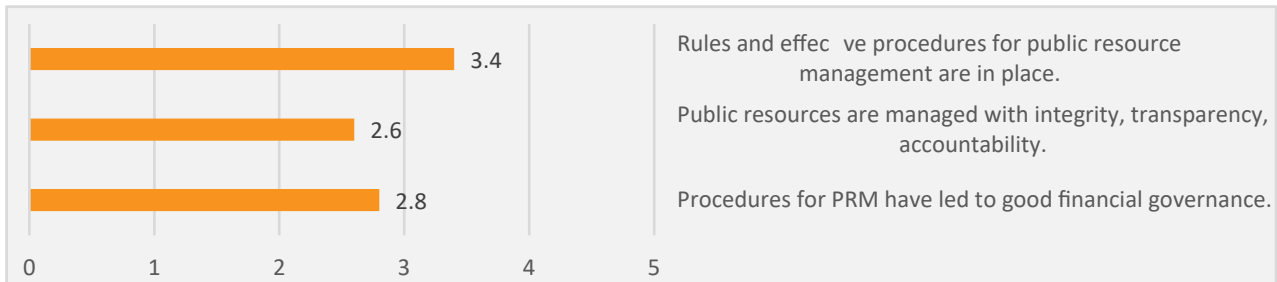 3.4
Rules and effec ve procedures for public resource
management are in place.
2.6
Public resources are managed with integrity, transparency,
accountability.
2.8
Procedures for PRM have led to good financial governance.
0 1 2 3 4 5